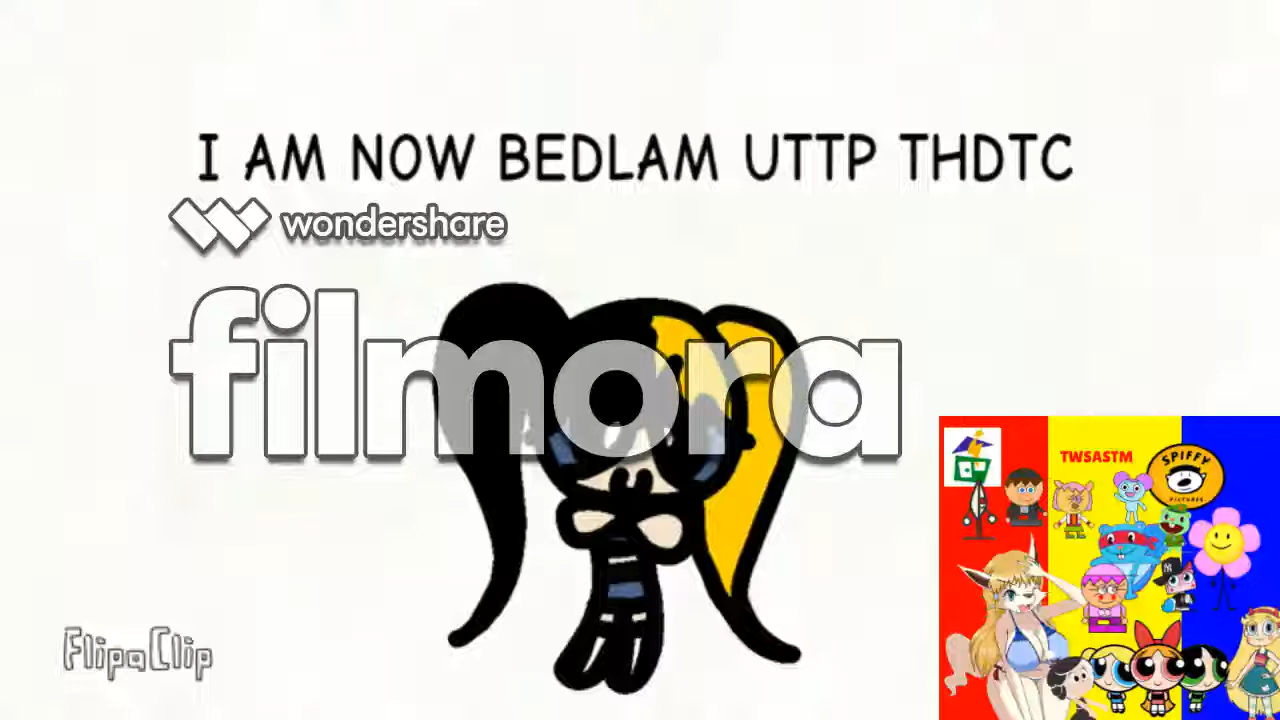 I AM NOW BEDLAM UTTP THDTC
wondershare
filmora
TWSASTM
SPIFFY
PICTURES
FlipaClip